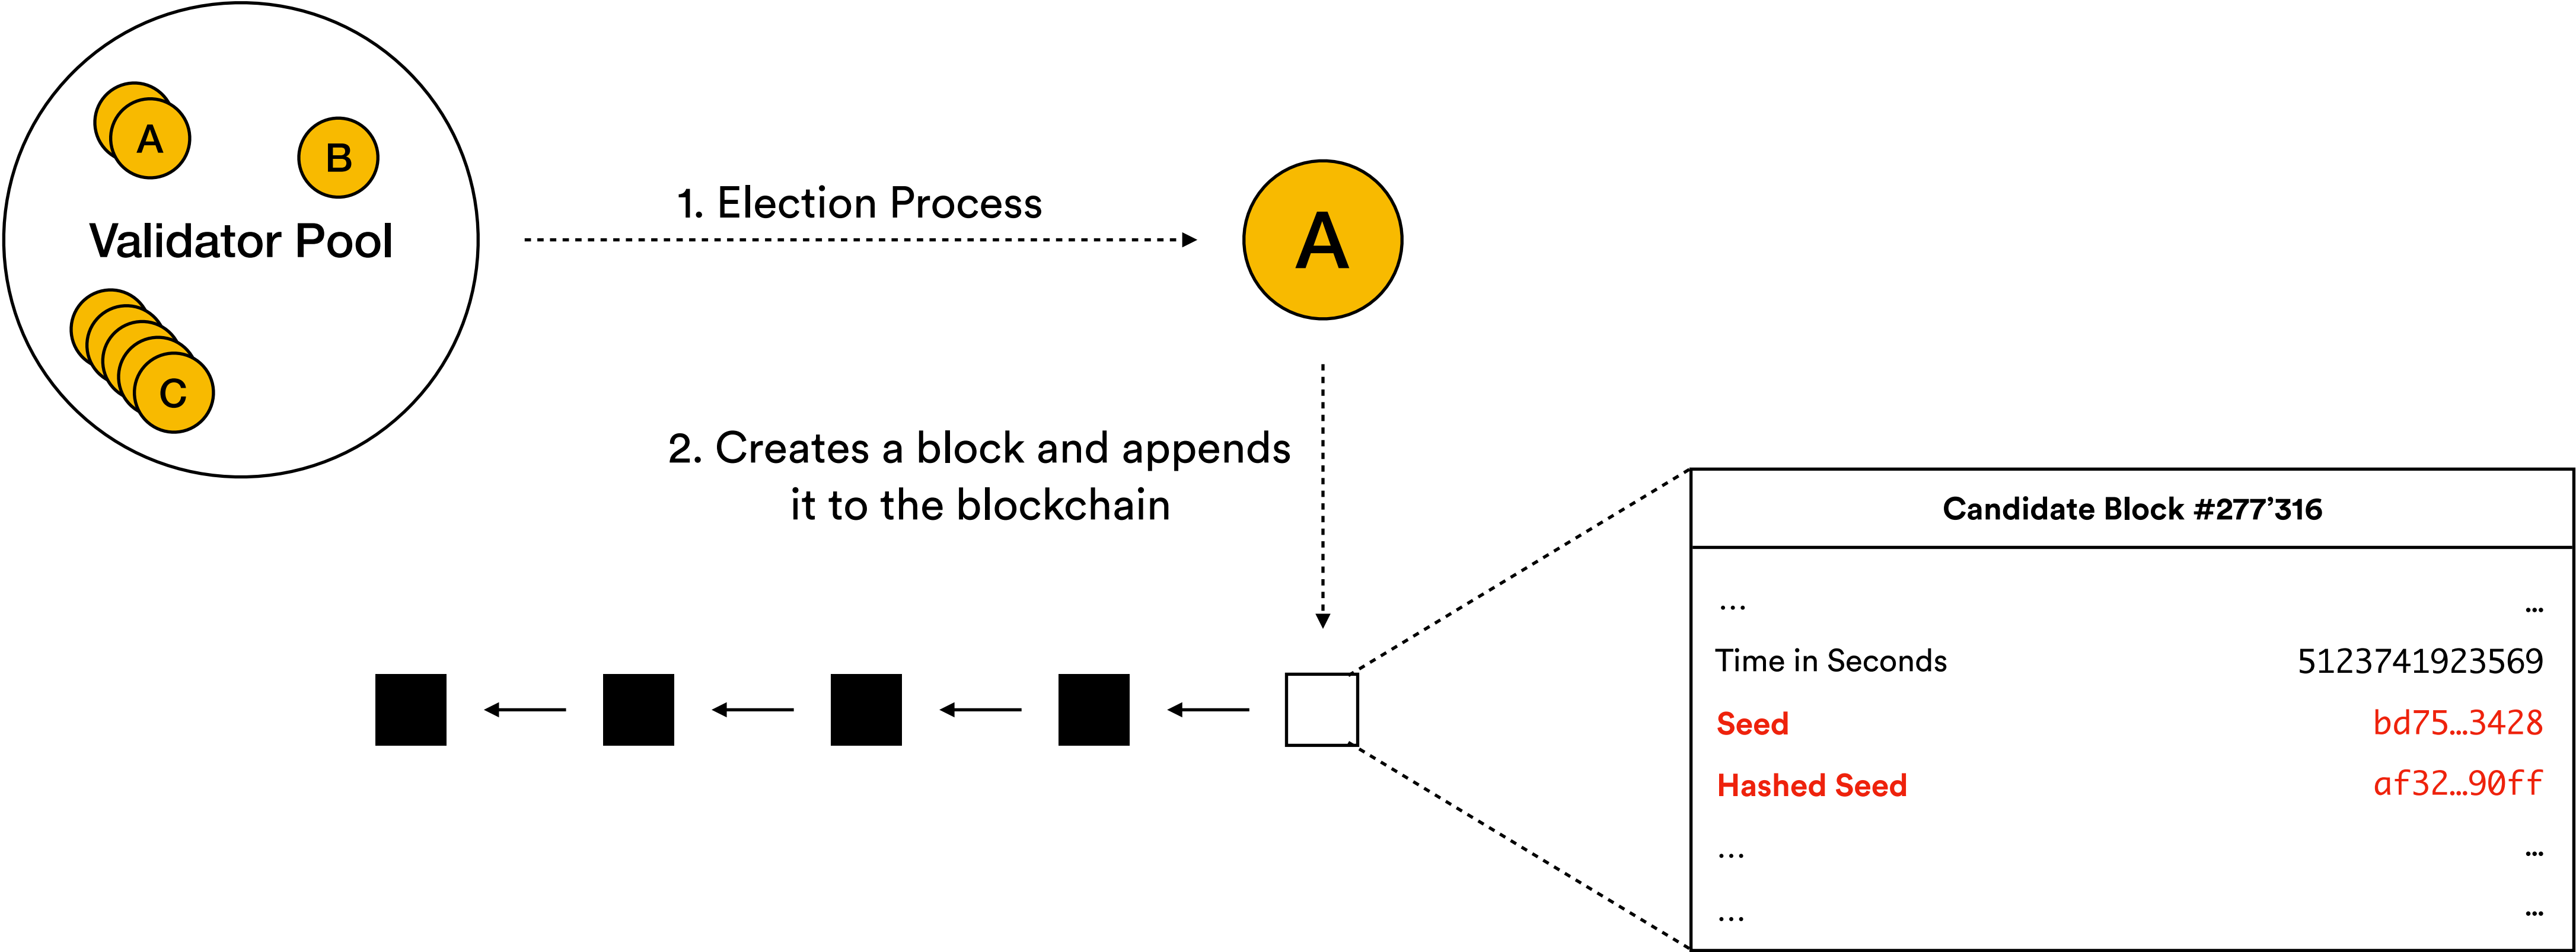 A
B
Validator Pool
C
1. Election Process
A
2. Creates a block and appends
it to the blockchain
Candidate Block #277’316
... ...
Time in Seconds 5123741923569
Seed bd75...3428
Hashed Seed af32...90ff
... ...
... ...